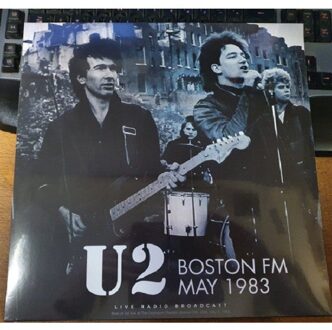 U2
BOSTON FM
MAY 1983
LIVE RADIO BROADCAST